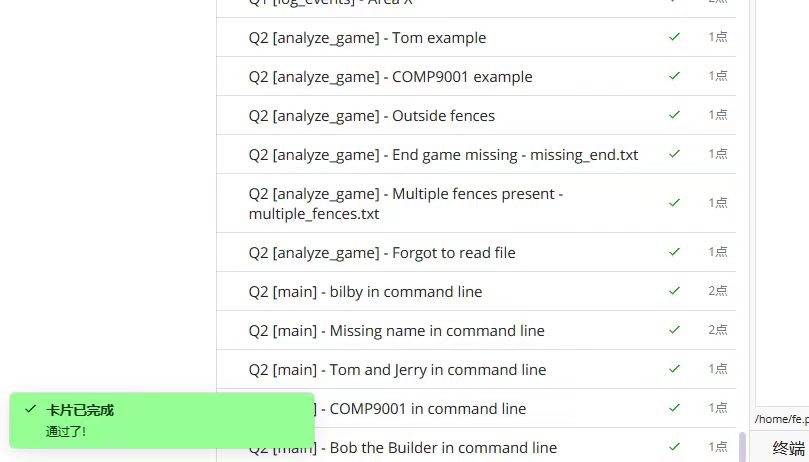 Q1 [log_events] - Area X
2点
Q2 [analyze_game] - Tom example
1点
Q2 [analyze_game] - COMP9001 example
1点
Q2 [analyze_game] - Outside fences
1点
Q2 [analyze_game] - End game missing - missing_end.txt
1点
Q2 [analyze_game] - Multiple fences present -
multiple_fences.txt
1点
Q2 [analyze_game] - Forgot to read file
1点
Q2 [main] - bilby in command line
2点
Q2 [main] - Missing name in command line
2点
Q2 [main] - Tom and Jerry in command line
1点
] - COMP9001 in command line
1点
Q2 [main] - Bob the Builder in command line
1点
卡片已完成
通过了!
/home/fe.p
终端